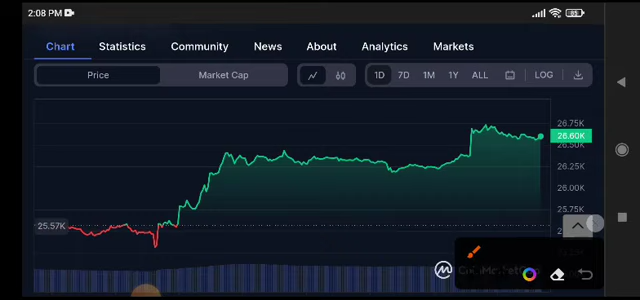 2:08 PM
85
Chart Statistics Community News About Analytics Markets
Price Market Cap 1D 7D 1M 1Y ALL LOG
26.75K
26.60K
26.50K
26.25K
26.00K
25.75K
25.57K